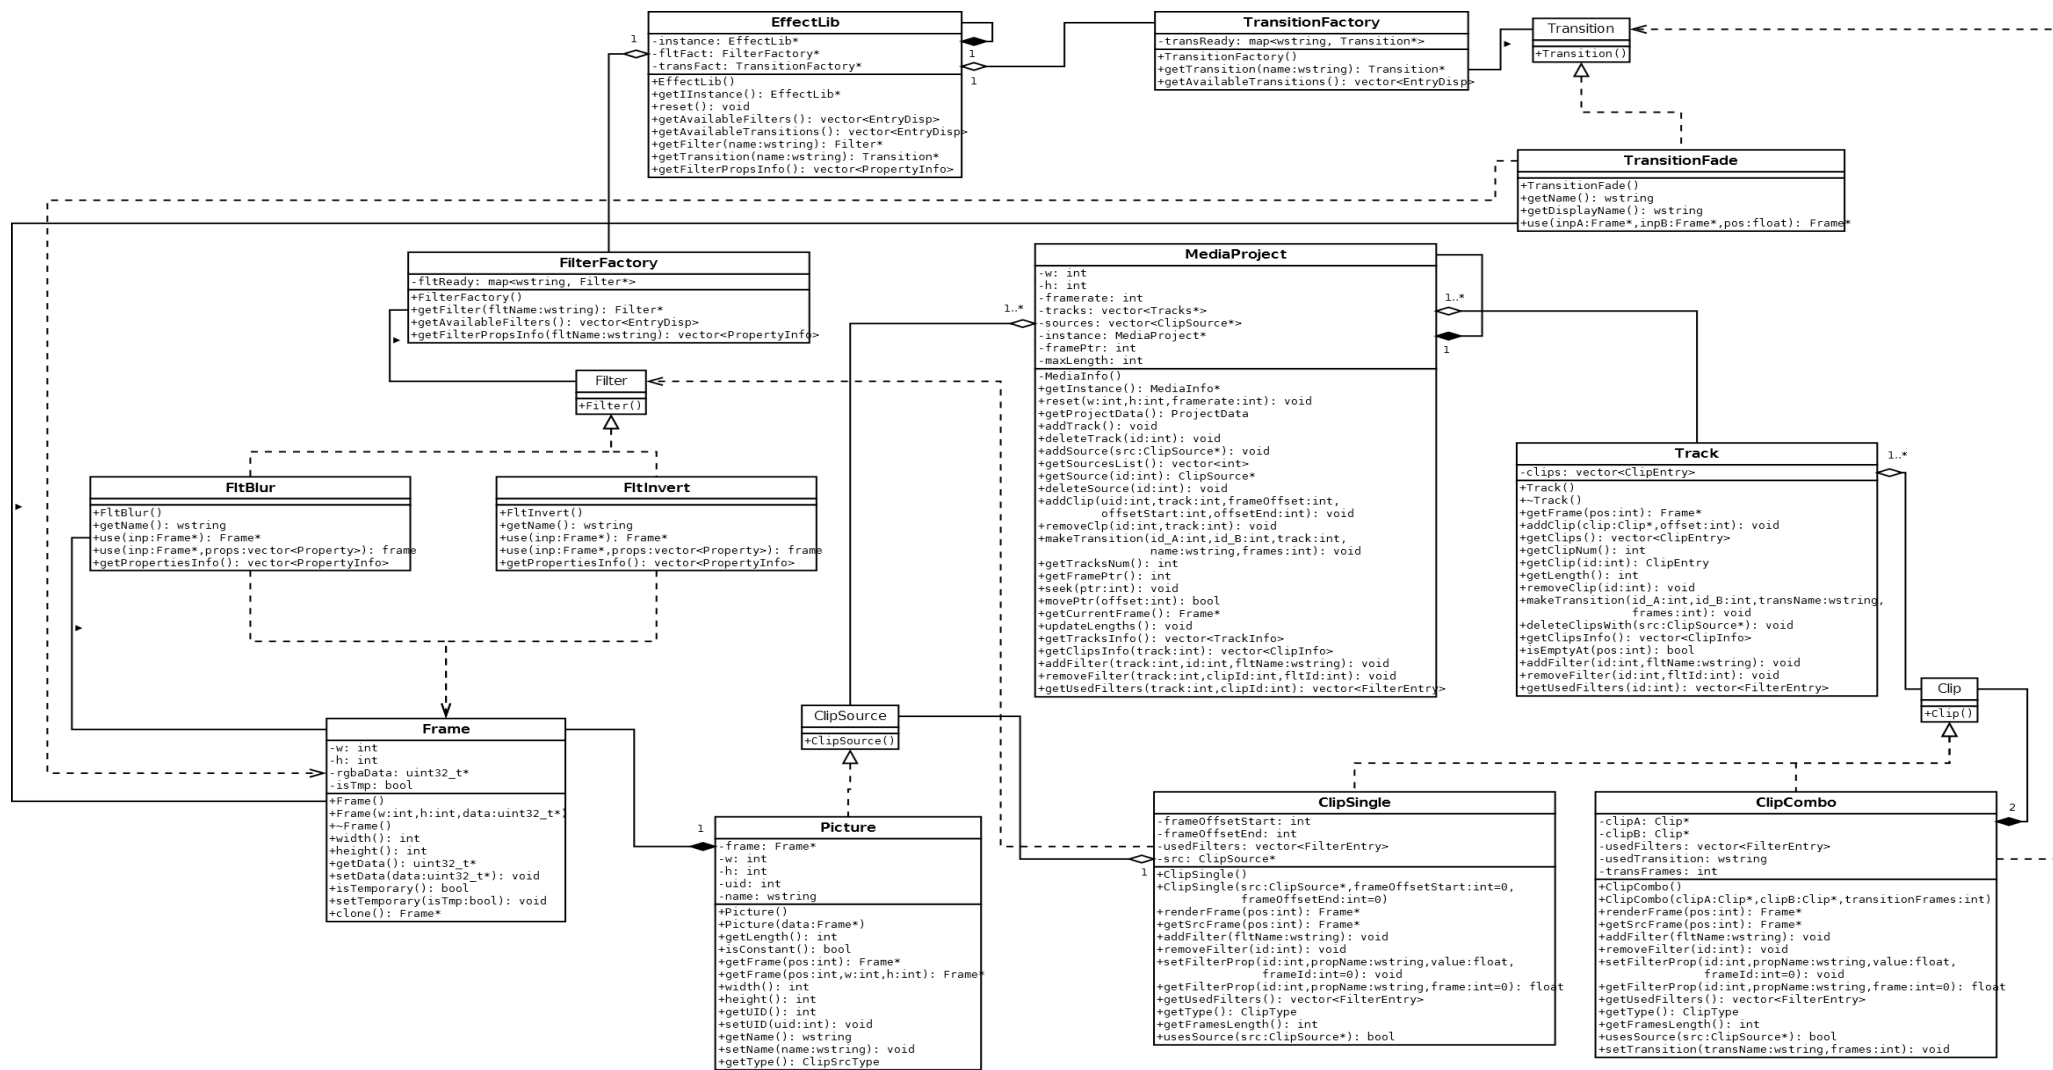 EffectLib
-instance: EffectLib*
-fltFact: FilterFactory*
-transFact: TransitionFactory*
+EffectLib()
+getIInstance(): EffectLib*
+reset(): void
+getAvailableFilters(): vector<EntryDisp>
+getAvailableTransitions(): vector<EntryDisp>
+getFilter(name:wstring): Filter*
+getTransition(name:wstring): Transition*
+getFilterPropsInfo(): vector<PropertyInfo>
1
1
1
TransitionFactory
-transReady: map<wstring, Transition*>
+TransitionFactory()
+getTransition(name:wstring): Transition*
+getAvailableTransitions(): vector<EntryDisp>
Transition
+Transition()
TransitionFade
+TransitionFade()
+getName(): wstring
+getDisplayName(): wstring
+use(inpA:Frame*,inpB:Frame*,pos:float): Frame*
FilterFactory
-fltReady: map<wstring, Filter*>
+FilterFactory()
+getFilter(fltName:wstring): Filter*
+getAvailableFilters(): vector<EntryDisp>
+getFilterPropsInfo(fltName:wstring): vector<PropertyInfo>
Filter
+Filter()
MediaProject
-w: int
-h: int
-framerate: int
-tracks: vector<Tracks*>
-sources: vector<ClipSource*>
-instance: MediaProject*
-framePtr: int
-maxLength: int
-MediaInfo()
+getInstance(): MediaInfo*
+reset(w:int,h:int,framerate:int): void
+getProjectData(): ProjectData
+addTrack(): void
+deleteTrack(id:int): void
+addSource(src:ClipSource*): void
+getSourcesList(): vector<int>
+getSource(id:int): ClipSource*
+deleteSource(id:int): void
+addClip(uid:int,track:int,frameOffset:int,
offsetStart:int,offsetEnd:int): void
+removeClp(id:int,track:int): void
+makeTransition(id_A:int,id_B:int,track:int,
name:wstring,frames:int): void
+getTracksNum(): int
+getFramePtr(): int
+seek(ptr:int): void
+movePtr(offset:int): bool
+getCurrentFrame(): Frame*
+updateLengths(): void
+getTracksInfo(): vector<TrackInfo>
+getClipsInfo(track:int): vector<ClipInfo>
+addFilter(track:int,id:int,fltName:wstring): void
+removeFilter(track:int,clipId:int,fltId:int): void
+getUsedFilters(track:int,clipId:int): vector<FilterEntry>
1..*
1..*
1
Track
-clips: vector<ClipEntry>
+Track()
+~Track()
+getFrame(pos:int): Frame*
+addClip(clip:Clip*,offset:int): void
+getClips(): vector<ClipEntry>
+getClipNum(): int
+getClip(id:int): ClipEntry
+getLength(): int
+removeClip(id:int): void
+makeTransition(id_A:int,id_B:int,transName:wstring,
frames:int): void
+deleteClipsWith(src:ClipSource*): void
+getClipsInfo(): vector<ClipInfo>
+isEmptyAt(pos:int): bool
+addFilter(id:int,fltName:wstring): void
+removeFilter(id:int,fltId:int): void
+getUsedFilters(id:int): vector<FilterEntry>
1..*
FltBlur
+FltBlur()
+getName(): wstring
+use(inp:Frame*): Frame*
+use(inp:Frame*,props:vector<Property>): frame
+getPropertiesInfo(): vector<PropertyInfo>
FltInvert
+FltInvert()
+getName(): wstring
+use(inp:Frame*): Frame*
+use(inp:Frame*,props:vector<Property>): frame
+getPropertiesInfo(): vector<PropertyInfo>
Clip
+Clip()
ClipSource
+ClipSource()
Frame
-w: int
-h: int
-rgbaData: uint32_t*
-isTmp: bool
+Frame()
+Frame(w:int,h:int,data:uint32_t*)
+~Frame()
+width(): int
+height(): int
+getData(): uint32_t*
+setData(data:uint32_t*): void
+isTemporary(): bool
+setTemporary(isTmp:bool): void
+clone(): Frame*
1
Picture
-frame: Frame*
-w: int
-h: int
-uid: int
-name: wstring
+Picture()
+Picture(data:Frame*)
+getLength(): int
+isConstant(): bool
+getFrame(pos:int): Frame*
+getFrame(pos:int,w:int,h:int): Frame*
+width(): int
+height(): int
+getUID(): int
+setUID(uid:int): void
+getName(): wstring
+setName(name:wstring): void
+getType(): ClipSrcType
1
ClipSingle
-frameOffsetStart: int
-frameOffsetEnd: int
-usedFilters: vector<FilterEntry>
-src: ClipSource*
+ClipSingle()
+ClipSingle(src:ClipSource*,frameOffsetStart:int=0,
frameOffsetEnd:int=0)
+renderFrame(pos:int): Frame*
+getSrcFrame(pos:int): Frame*
+addFilter(fltName:wstring): void
+removeFilter(id:int): void
+setFilterProp(id:int,propName:wstring,value:float,
frameId:int=0): void
+getFilterProp(id:int,propName:wstring,frame:int=0): float
+getUsedFilters(): vector<FilterEntry>
+getType(): ClipType
+getFramesLength(): int
+usesSource(src:ClipSource*): bool
ClipCombo
-clipA: Clip*
-clipB: Clip*
-usedFilters: vector<FilterEntry>
-usedTransition: wstring
-transFrames: int
+ClipCombo()
+ClipCombo(clipA:Clip*,clipB:Clip*,transitionFrames:int)
+renderFrame(pos:int): Frame*
+getSrcFrame(pos:int): Frame*
+addFilter(fltName:wstring): void
+removeFilter(id:int): void
+setFilterProp(id:int,propName:wstring,value:float,
frameId:int=0): void
+getFilterProp(id:int,propName:wstring,frame:int=0): float
+getUsedFilters(): vector<FilterEntry>
+getType(): ClipType
+getFramesLength(): int
+usesSource(src:ClipSource*): bool
+setTransition(transName:wstring,frames:int): void
2